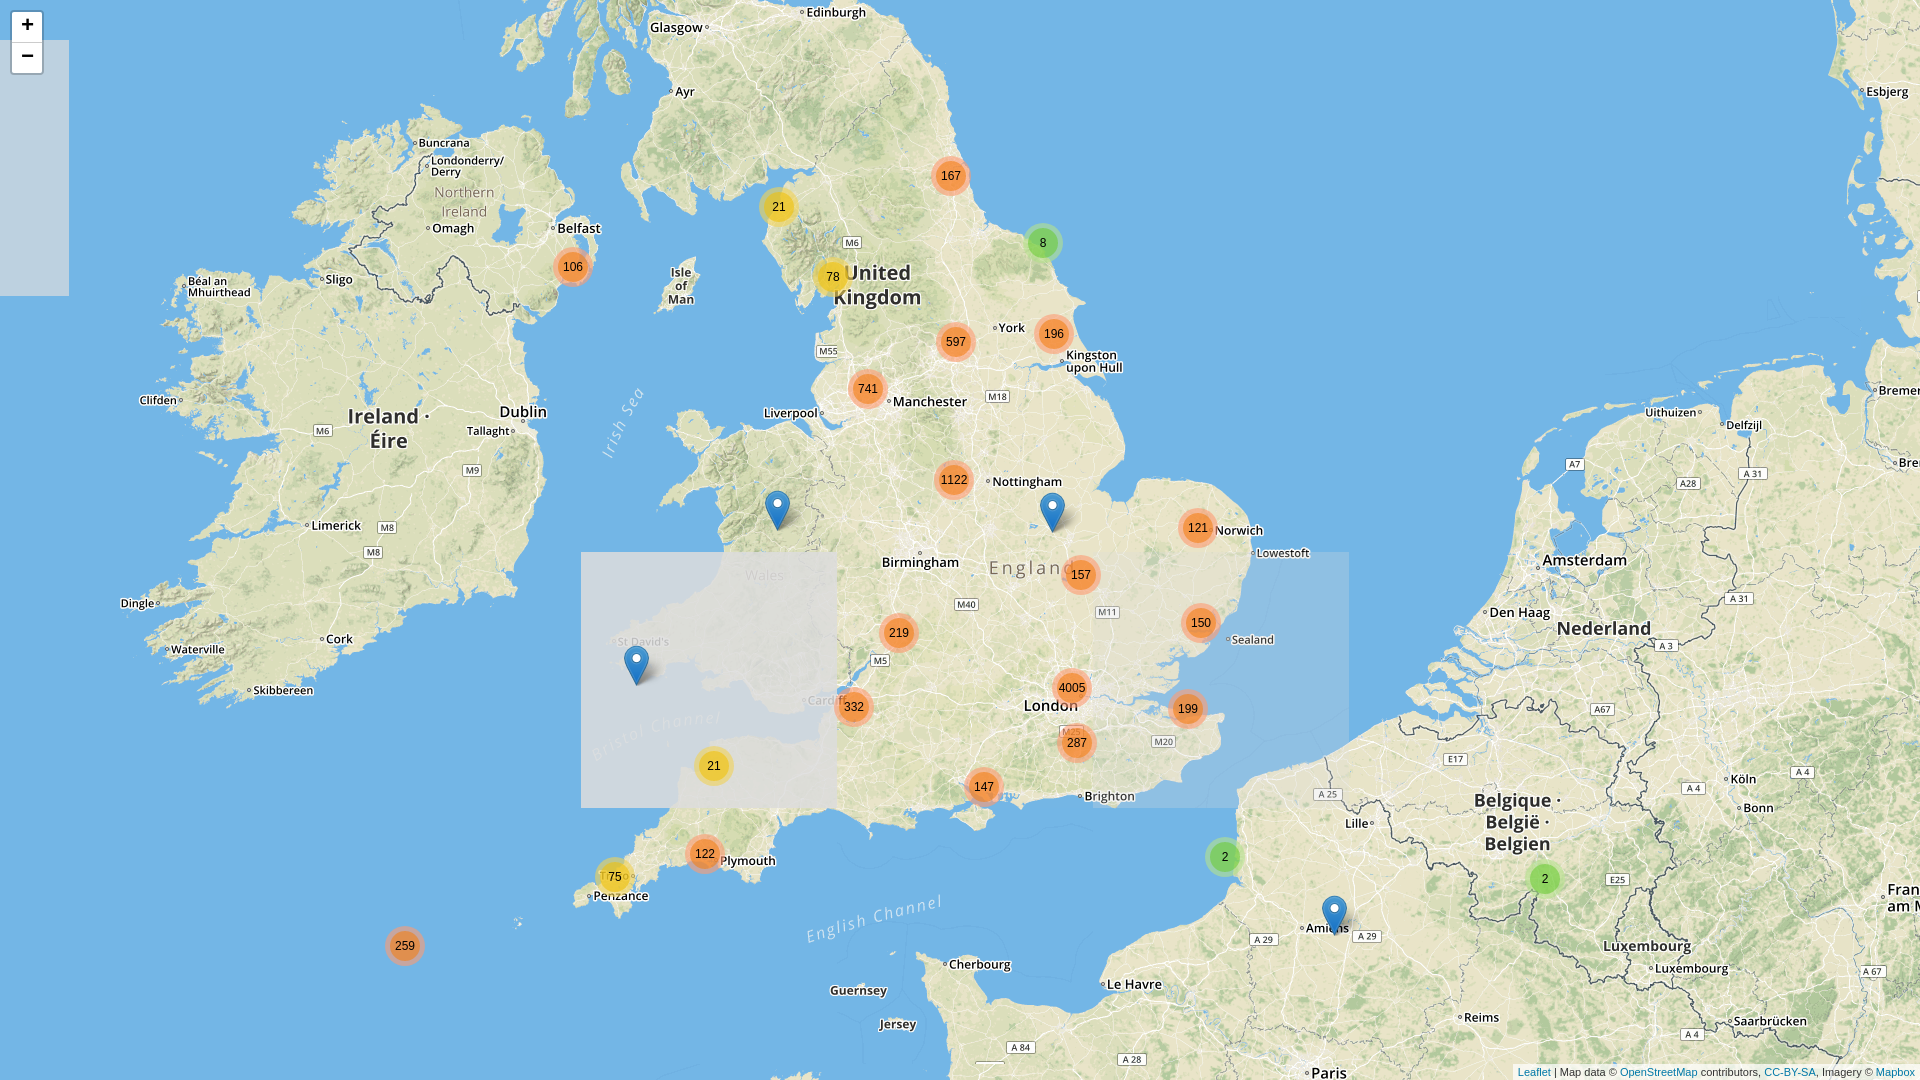 +
−
Edinburgh
Glasgow
Ayr
Esbjerg
Buncrana
Londonderry/
Derry
Northern
Ireland
Omagh
Belfast
167
21
8
M6
106
78
United
Kingdom
Isle
of
Man
Béal an
Mhuirthead
Sligo
York
196
597
M55
Kingston
upon Hull
741
Manchester
M18
Liverpool
Irish Sea
Clifden
Ireland ·
Éire
Dublin
Tallaght
M6
M9
Uithuizen
Delfzijl
Bremer
Bre
A7
A 31
A28
1122
Nottingham
Limerick
M8
M8
121
Norwich
Lowestoft
Birmingham
England
157
Wales
Amsterdam
Dingle
M40
M11
Den Haag
Nederland
A 31
A 3
Cork
Waterville
Skibbereen
St David's
219
150
Sealand
M5
4005
London
Cardiff
332
199
A67
Bristol Channel
M25
287
M20
E17
21
147
Brighton
A 25
A 4
A 4
Köln
Bonn
Belgique ·
België ·
Belgien
Lille
122
Plymouth
75
Penzance
2
2
E25
Fran
am M
English Channel
259
Amiens
A 29
A 29
Luxembourg
Luxembourg
A 67
Cherbourg
Le Havre
Guernsey
Jersey
Reims
Saarbrücken
A 4
A 84
A 28
Paris
Leaflet | Map data © OpenStreetMap contributors, CC-BY-SA, Imagery © Mapbox